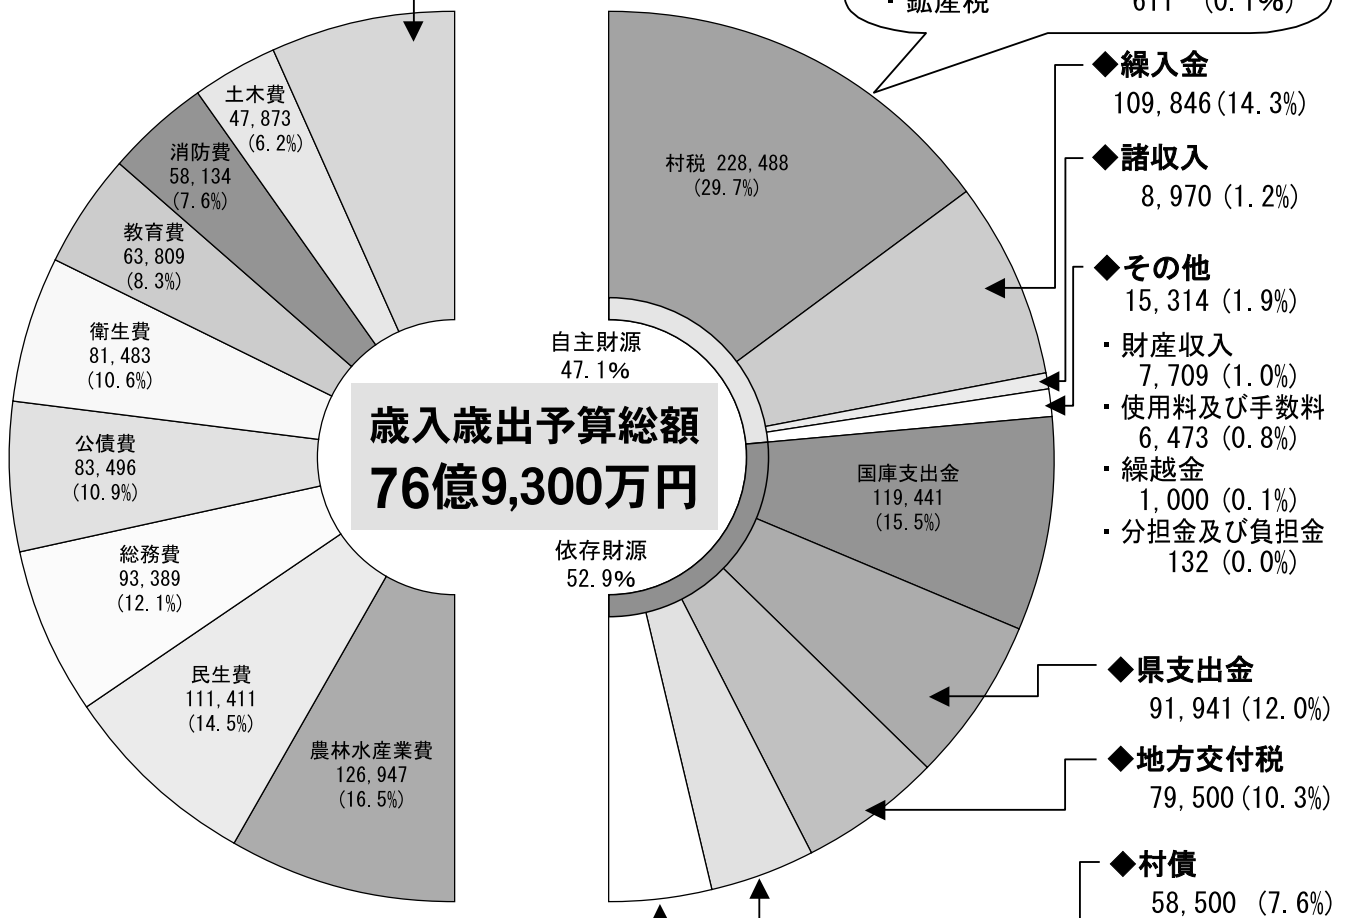 ・鉱産税 611 (0.1%)
土木費
47,873
(6.2%)
消防費
58,134
(7.6%)
教育費
63,809
(8.3%)
衛生費
81,483
(10.6%)
公債費
83,496
(10.9%)
総務費
93,389
(12.1%)
民生費
111,411
(14.5%)
農林水産業費
126,947
(16.5%)
自主財源
47.1%
歳入歳出予算総額
76億9,300万円
依存財源
52.9%
村税 228,488
(29.7%)
国庫支出金
119,441
(15.5%)
◆繰入金
109,846(14.3%)
◆諸収入
8,970 (1.2%)
◆その他
15,314 (1.9%)
・財産収入
7,709 (1.0%)
・使用料及び手数料
6,473 (0.8%)
・繰越金
1,000 (0.1%)
・分担金及び負担金
132 (0.0%)
◆県支出金
91,941(12.0%)
◆地方交付税
79,500(10.3%)
◆村債
58,500 (7.6%)